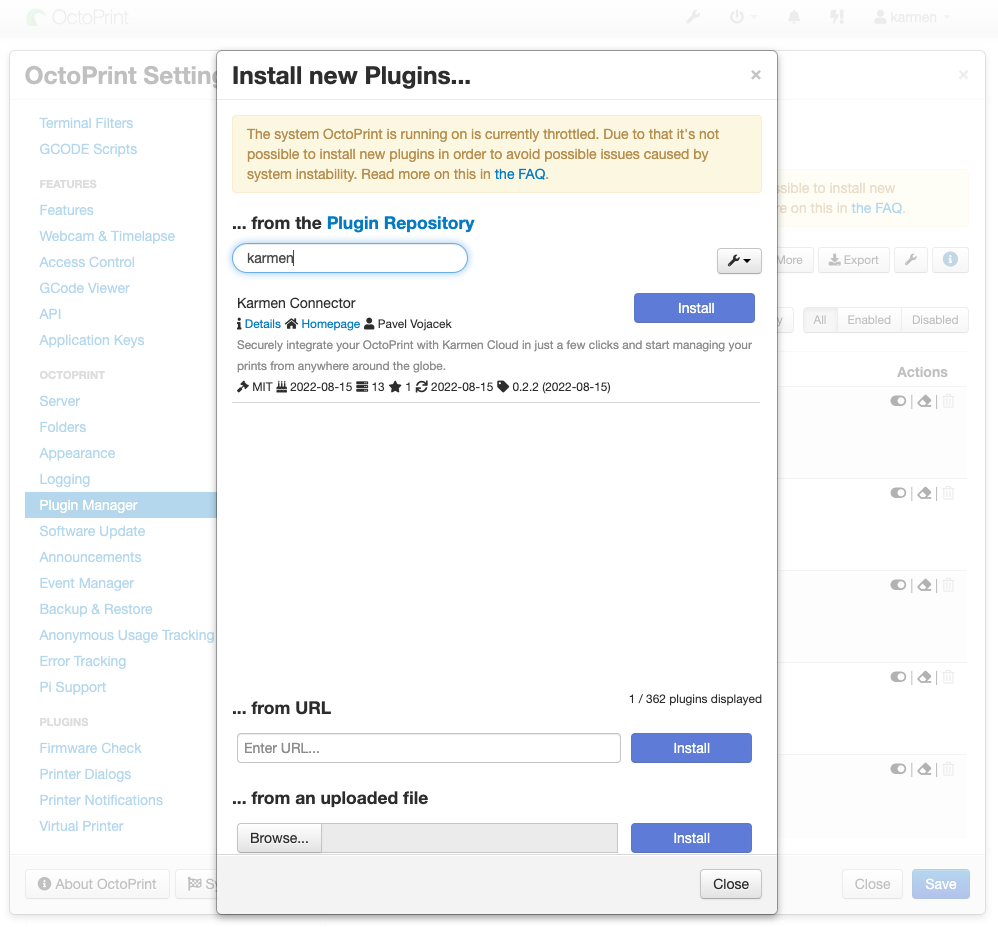 OctoPrint
karmen
OctoPrint Setting
Terminal Filters
GCODE Scripts
FEATURES
Features
Webcam & Timelapse
Access Control
GCode Viewer
API
Application Keys
OCTOPRINT
Server
Folders
Appearance
Logging
Plugin Manager
Software Update
Announcements
Event Manager
Backup & Restore
Anonymous Usage Tracking
Error Tracking
Pi Support
PLUGINS
Firmware Check
Printer Dialogs
Printer Notifications
Virtual Printer
About OctoPrint
Sy
Install new Plugins...
×
The system OctoPrint is running on is currently throttled. Due to that it's not
possible to install new plugins in order to avoid possible issues caused by
system instability. Read more on this in the FAQ.
... from the Plugin Repository
karmen
Karmen Connector
Install
Details Homepage Pavel Vojacek
Securely integrate your OctoPrint with Karmen Cloud in just a few clicks and start managing your
prints from anywhere around the globe.
MIT 2022-08-15 13 1 2022-08-15 0.2.2 (2022-08-15)
1 / 362 plugins displayed
... from URL
Enter URL...
Install
... from an uploaded file
Browse...
Install
Close
×
ssible to install new
e on this in the FAQ.
More
Export
y
All
Enabled
Disabled
Actions
| |
| |
| |
| |
| |
Close
Save